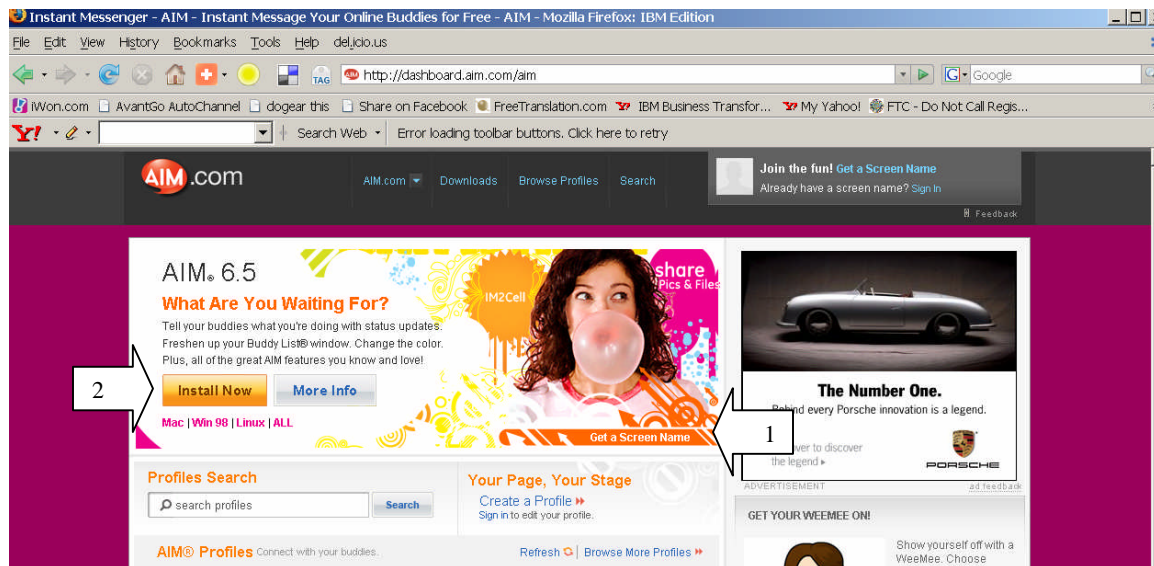 Instant Messenger - AIM - Instant Message Your Online Buddies for Free - AIM - Mozilla Firefox: IBM Edition
File Edit View History Bookmarks Tools Help del.icio.us
TAG http://dashboard.aim.com/aim G Google
iWon.com AvantGo AutoChannel dogear this Share on Facebook FreeTranslation.com IBM Business Transfor... My Yahoo! FTC - Do Not Call Regis...
Y! Search Web Error loading toolbar buttons. Click here to retry
AIM.com AIM.com Downloads Browse Profiles Search
Join the fun! Get a Screen Name
Already have a screen name? Sign In
Feedback
AIM® 6.5
What Are You Waiting For?
Tell your buddies what you're doing with status updates.
Freshen up your Buddy List® window. Change the color.
Plus, all of the great AIM features you know and love!
2 Install Now More Info
Mac | Win 98 | Linux | ALL
IM2Cell
share
Pics & Files
Get a Screen Name
1
The Number One.
Behind every Porsche innovation is a legend.
to discover
the legend
PORSCHE
ADVERTISEMENT ad feedback
Profiles Search
search profiles Search
Your Page, Your Stage
Create a Profile
Sign in to edit your profile.
GET YOUR WEEMEE ON!
Show yourself off with a
WeeMee. Choose
AIM® Profiles Connect with your buddies. Refresh | Browse More Profiles